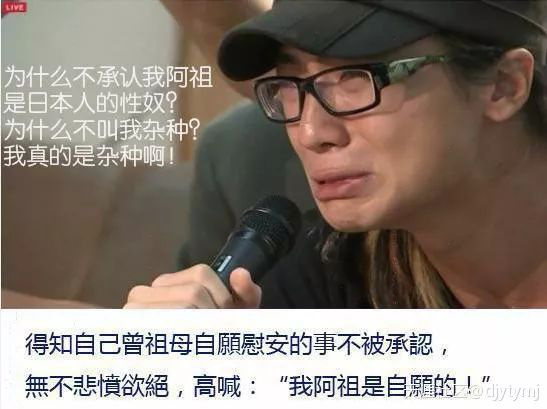 LIVE
为什么不承认我阿祖
是日本人的性奴？
为什么不叫我杂种？
我真的是杂种啊！
得知自己曾祖母自願慰安的事不被承認，
無不悲憤欲絕，高喊：“我阿祖是自願的！”
@djytymj